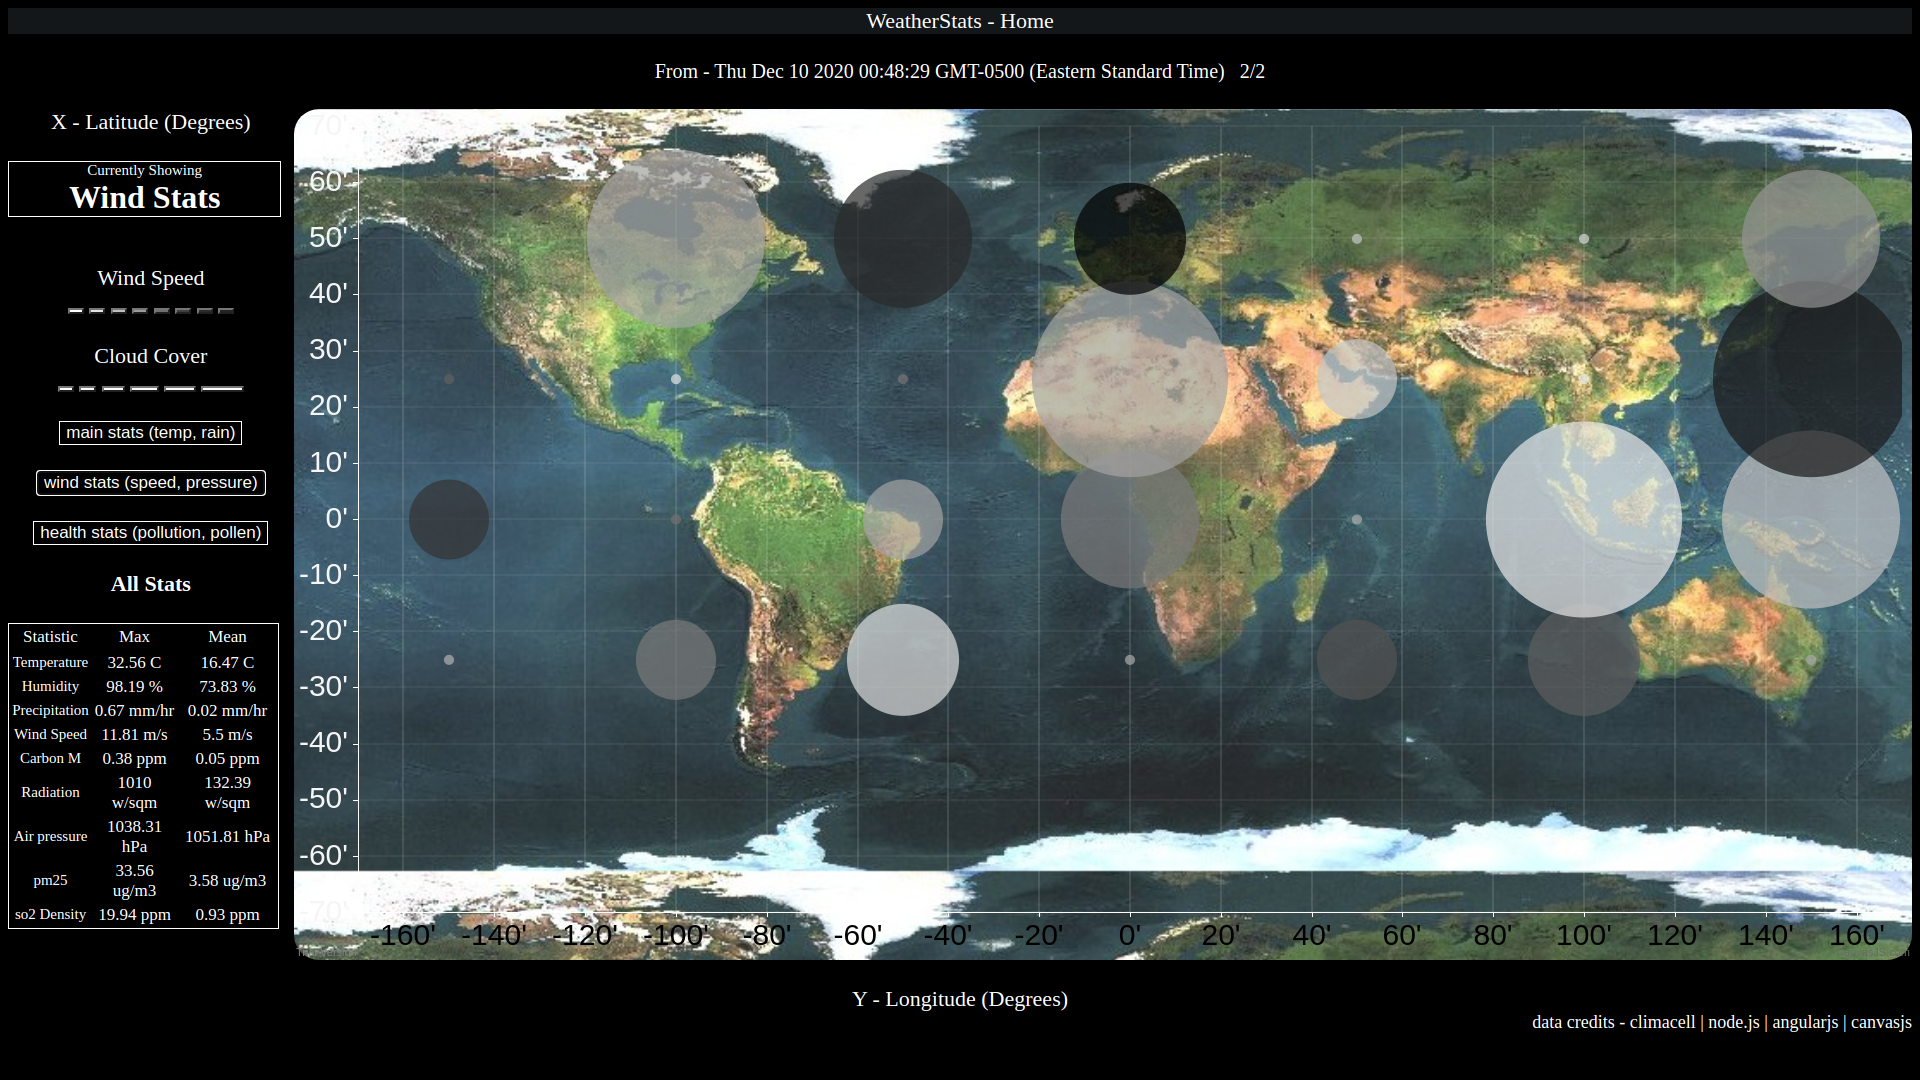 WeatherStats - Home
From - Thu Dec 10 2020 00:48:29 GMT-0500 (Eastern Standard Time) 2/2
X - Latitude (Degrees)
Currently Showing
Wind Stats
Wind Speed
Cloud Cover
main stats (temp, rain)
wind stats (speed, pressure)
health stats (pollution, pollen)
All Stats
Statistic Max Mean
Temperature 32.56 C 16.47 C
Humidity 98.19 % 73.83 %
Precipitation 0.67 mm/hr 0.02 mm/hr
Wind Speed 11.81 m/s 5.5 m/s
Carbon M 0.38 ppm 0.05 ppm
Radiation 1010 w/sqm 132.39 w/sqm
Air pressure 1038.31 hPa 1051.81 hPa
pm25 33.56 ug/m3 3.58 ug/m3
so2 Density 19.94 ppm 0.93 ppm
70'
60'
50'
40'
30'
20'
10'
0'
-10'
-20'
-30'
-40'
-50'
-60'
-70'
-160' -140' -120' -100' -80' -60' -40' -20' 0' 20' 40' 60' 80' 100' 120' 140' 160'
Y - Longitude (Degrees)
data credits - climacell | node.js | angularjs | canvasjs